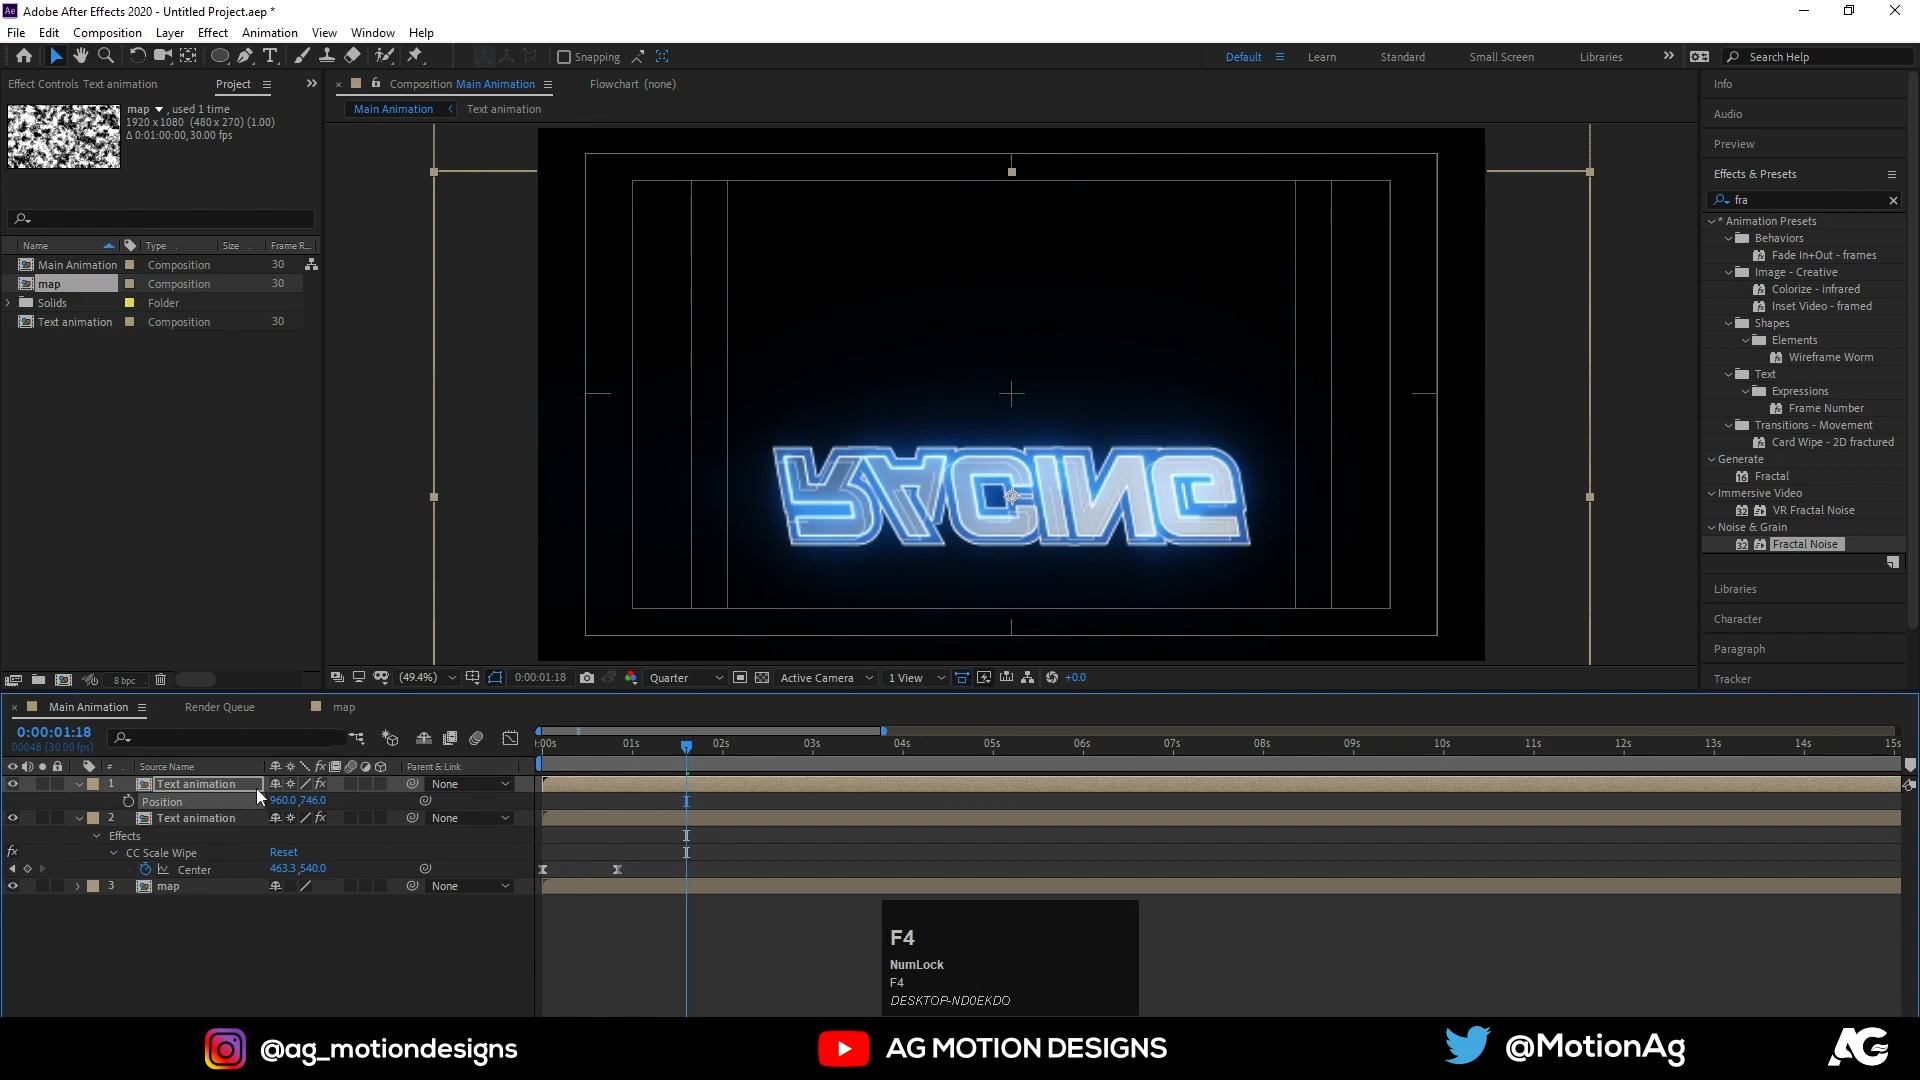 Adobe After Effects 2020 - Untitled Project.aep *
File Edit Composition Layer Effect Animation View Window Help
Snapping
Default Learn Standard Small Screen Libraries Search Help
Effect Controls Text animation Project
map , used 1 time
1920 x 1080 (480 x 270) (1.00)
Δ 0:01:00:00, 30.00 fps
Name Type Size Frame R...
Main Animation Composition 30
map Composition 30
Solids Folder
Text animation Composition 30
8 bpc
Composition Main Animation Flowchart (none)
Main Animation Text animation
RACING
(49.4%) 0:00:01:18 Quarter Active Camera 1 View +0.0
Info
Audio
Preview
Effects & Presets
fra
* Animation Presets
Behaviors
Fade In+Out - frames
Image - Creative
Colorize - infrared
Inset Video - framed
Shapes
Elements
Wireframe Worm
Text
Expressions
Frame Number
Transitions - Movement
Card Wipe - 2D fractured
Generate
Fractal
Immersive Video
VR Fractal Noise
Noise & Grain
Fractal Noise
Libraries
Character
Paragraph
Tracker
Main Animation Render Queue map
0:00:01:18
00048 (30.00 fps)
:00s 01s 02s 03s 04s 05s 06s 07s 08s 09s 10s 11s 12s 13s 14s 15s
# Source Name Parent & Link
1 Text animation None
Position 960.0,746.0
2 Text animation None
Effects
fx CC Scale Wipe Reset
Center 463.3,540.0
3 map None
F4
NumLock
F4
DESKTOP-ND0EKDO
@ag_motiondesigns AG MOTION DESIGNS @MotionAg AG